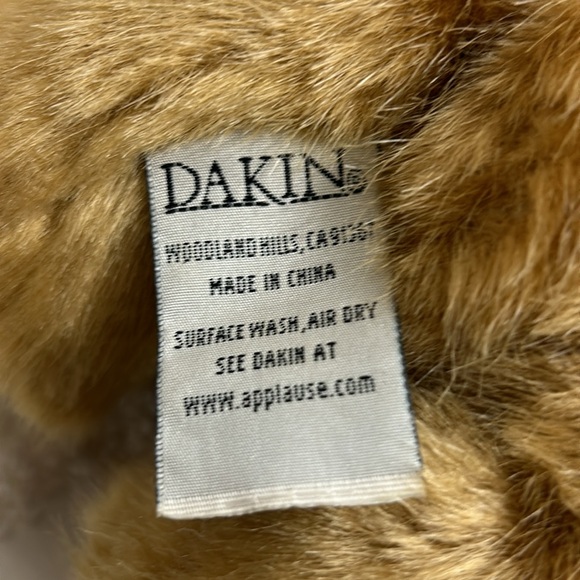 DAKIN®
WOODLAND HILLS, CA 91367
MADE IN CHINA
SURFACE WASH, AIR DRY
SEE DAKIN AT
www.applause.com